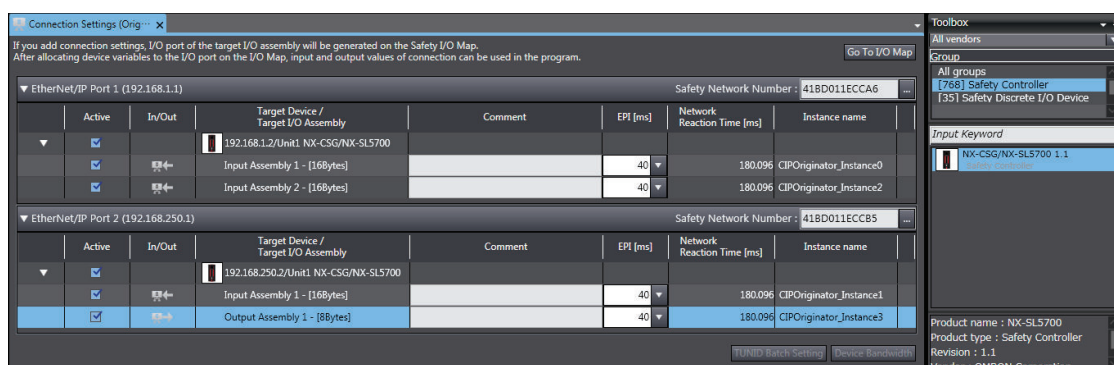 Connection Settings (Orig··· x
If you add connection settings, I/O port of the target I/O assembly will be generated on the Safety I/O Map.
After allocating device variables to the I/O port on the I/O Map, input and output values of connection can be used in the program.
Go To I/O Map
EtherNet/IP Port 1 (192.168.1.1) Safety Network Number : 41BD011ECCA6 ...
Active In/Out Target Device / Target I/O Assembly Comment EPI [ms] Network Reaction Time [ms] Instance name
192.168.1.2/Unit1 NX-CSG/NX-SL5700
Input Assembly 1 - [16Bytes] 40 180.096 CIPOriginator_Instance0
Input Assembly 2 - [16Bytes] 40 180.096 CIPOriginator_Instance2
EtherNet/IP Port 2 (192.168.250.1) Safety Network Number : 41BD011ECCB5 ...
Active In/Out Target Device / Target I/O Assembly Comment EPI [ms] Network Reaction Time [ms] Instance name
192.168.250.2/Unit1 NX-CSG/NX-SL5700
Input Assembly 1 - [16Bytes] 40 180.096 CIPOriginator_Instance1
Output Assembly 1 - [8Bytes] 40 180.096 CIPOriginator_Instance3
TUNID Batch Setting Device Bandwidth
Toolbox
All vendors
Group
All groups
[768] Safety Controller
[35] Safety Discrete I/O Device
Input Keyword
NX-CSG/NX-SL5700 1.1
Safety Controller
Product name : NX-SL5700
Product type : Safety Controller
Revision : 1.1